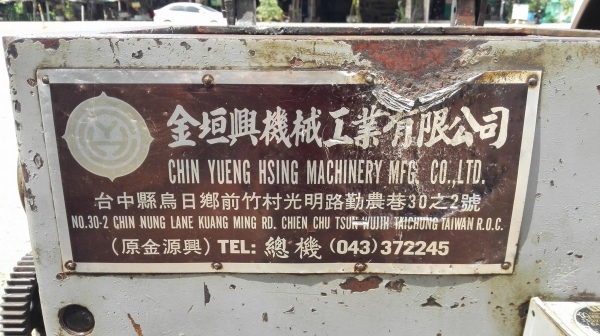 金垣興機械工業有限公司
CHIN YUENG HSING MACHINERY MFG. CO.,LTD.
台中縣烏日鄉前竹村光明路勤農巷30之2號
NO.30-2 CHIN NUNG LANE KUANG MING RD. CHIEN CHU TSUN WUJIH TAICHUNG TAIWAN R.O.C.
(原金源興) TEL: 總機 (043)372245